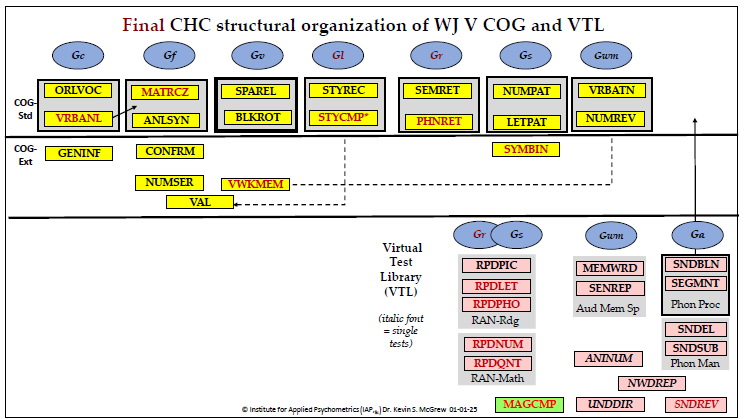 Final CHC structural organization of WJ V COG and VTL
Gc Gf Gv Gl Gr Gs Gwm
COG-
Std
ORLVOC MATRCZ SPAREL STYREC SEMRET NUMPAT VRBATN
VRBANL ANLSYN BLKROT STYCMP* PHNRET LETPAT NUMREV
COG-
Ext
GENINF CONFRM SYMBIN
NUMSER VWKMEM
VAL
Gr Gs Gwm Ga
Virtual
Test
Library
(VTL)
(italic font
= single
tests)
RPDPIC
RPDLET
RPDPHO
RAN-Rdg
RPDNUM
RPDQNT
RAN-Math
MEMWRD
SENREP
Aud Mem Sp
SNDBLN
SEGMNT
Phon Proc
SNDEL
SNDSUB
Phon Man
ANINUM
NWDREP
MAGCMP UNDDIR SNDREV
© Institute for Applied Psychometrics (IAPsych) Dr. Kevin S. McGrew 01-01-25